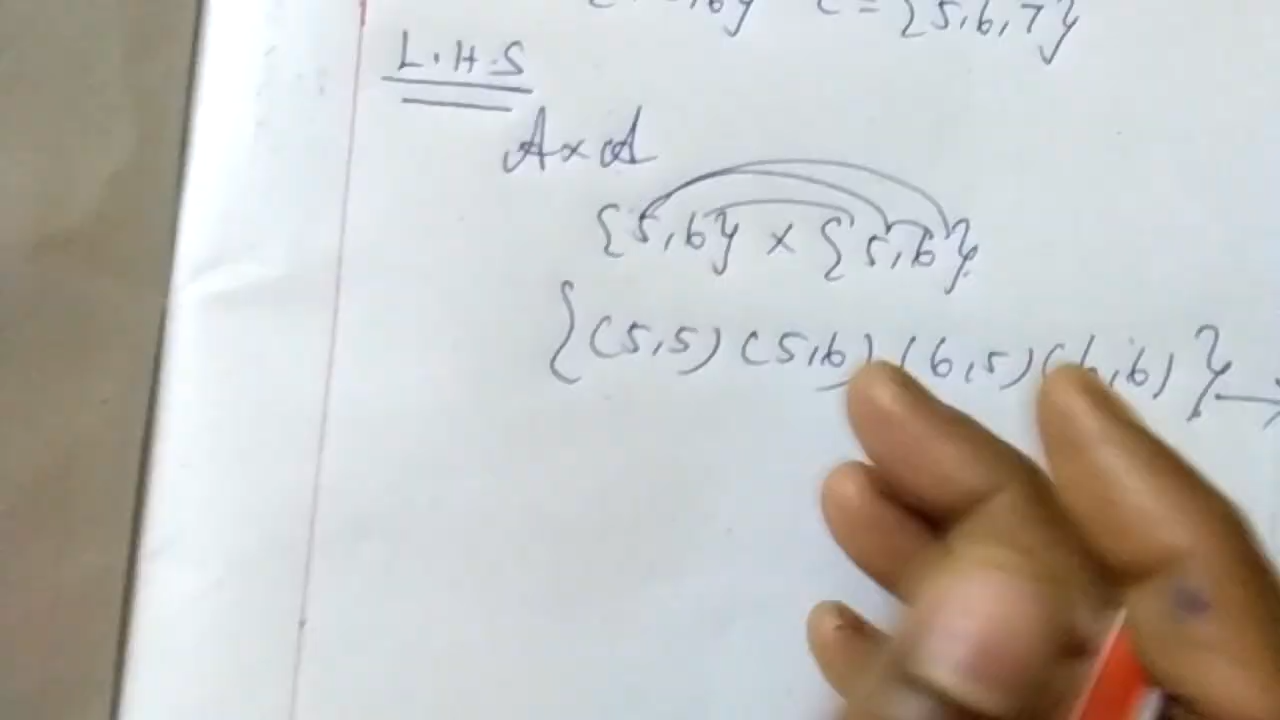 C = {5,6,7}
L.H.S
A×A
{5,6} × {5,6}
{(5,5) (5,6) (6,5) (6,6)} →